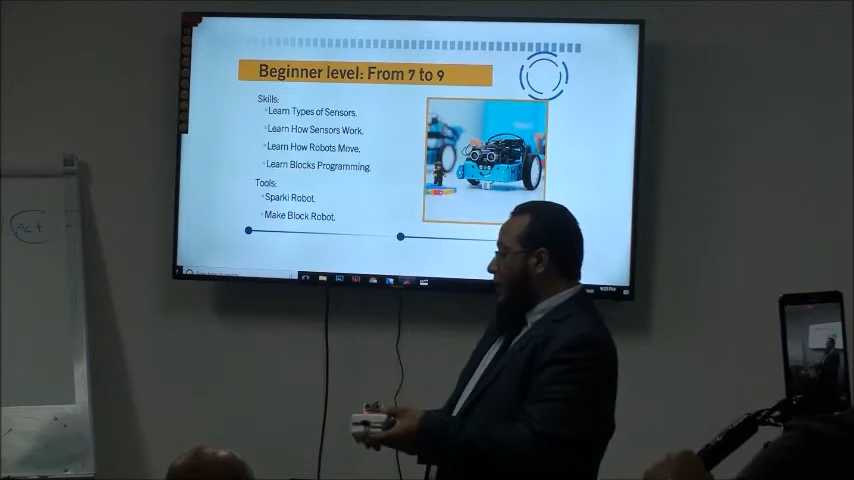 Beginner level: From 7 to 9
Skills:
Learn Types of Sensors.
Learn How Sensors Work.
Learn How Robots Move.
Learn Blocks Programming.
Tools:
Sparki Robot.
Make Block Robot.